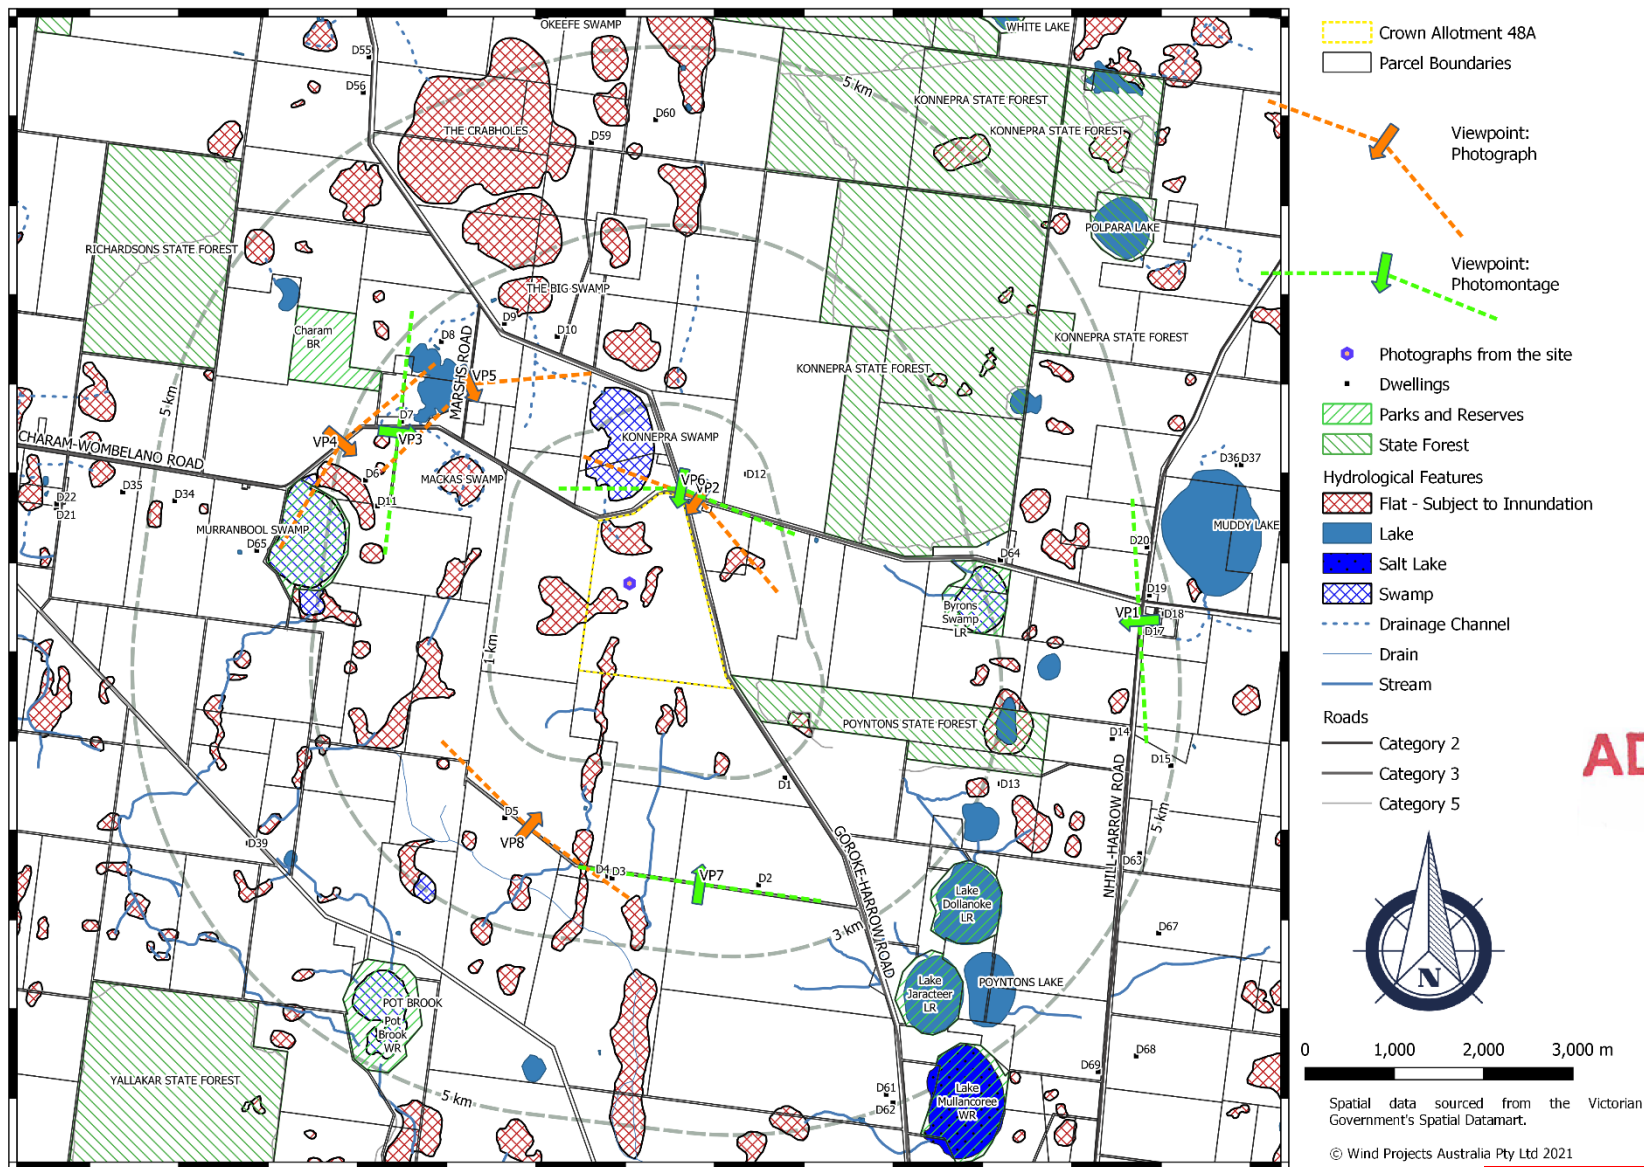 OKEEFE SWAMP
WHITE LAKE
D55
D56
5 km
KONNEPRA STATE FOREST
D60
THE CRABHOLES
D59
KONNEPRA STATE FOREST
RICHARDSONS STATE FOREST
POLPARA LAKE
THE BIG SWAMP
D9
D10
Charam
BR
D8
MARSHS ROAD
KONNEPRA STATE FOREST
KONNEPRA STATE FOREST
VP5
5 km
D7
VP3
VP4
KONNEPRA SWAMP
CHARAM-WOMBELANO ROAD
D6
MACKAS SWAMP
D12
D36
D37
VP6
VP2
D22
D21
D35
D34
D11
MURRANBOOL SWAMP
D65
MUDDY LAKE
D20
D64
D19
Byrons
Swamp
LR
VP1
D18
D17
1 km
POYNTONS STATE FOREST
D14
D15
D1
D13
NHILL-HARROW ROAD
5 km
D5
VP8
D39
GOROKE-HARROW ROAD
D63
D4
D3
VP7
D2
Lake
Dollanoke
LR
D67
3 km
Lake
Jaracteer
LR
POYNTONS LAKE
POT BROOK
Pot
Brook
WR
YALLAKAR STATE FOREST
5 km
D68
D69
D61
D62
Lake
Mullancoree
WR
Crown Allotment 48A
Parcel Boundaries
Viewpoint:
Photograph
Viewpoint:
Photomontage
Photographs from the site
Dwellings
Parks and Reserves
State Forest
Hydrological Features
Flat - Subject to Innundation
Lake
Salt Lake
Swamp
Drainage Channel
Drain
Stream
Roads
Category 2
Category 3
Category 5
AD
N
0 1,000 2,000 3,000 m
Spatial data sourced from the Victorian
Government's Spatial Datamart.
© Wind Projects Australia Pty Ltd 2021